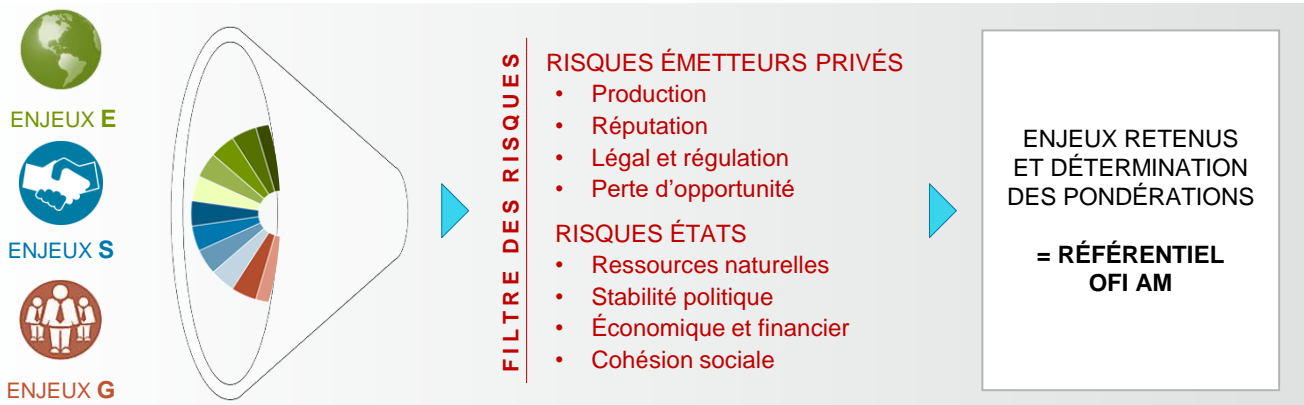 ENJEUX E
ENJEUX S
ENJEUX G
FILTRE DES RISQUES
RISQUES ÉMETTEURS PRIVÉS
• Production
• Réputation
• Légal et régulation
• Perte d’opportunité
RISQUES ÉTATS
• Ressources naturelles
• Stabilité politique
• Économique et financier
• Cohésion sociale
ENJEUX RETENUS
ET DÉTERMINATION
DES PONDÉRATIONS
= RÉFÉRENTIEL
OFI AM